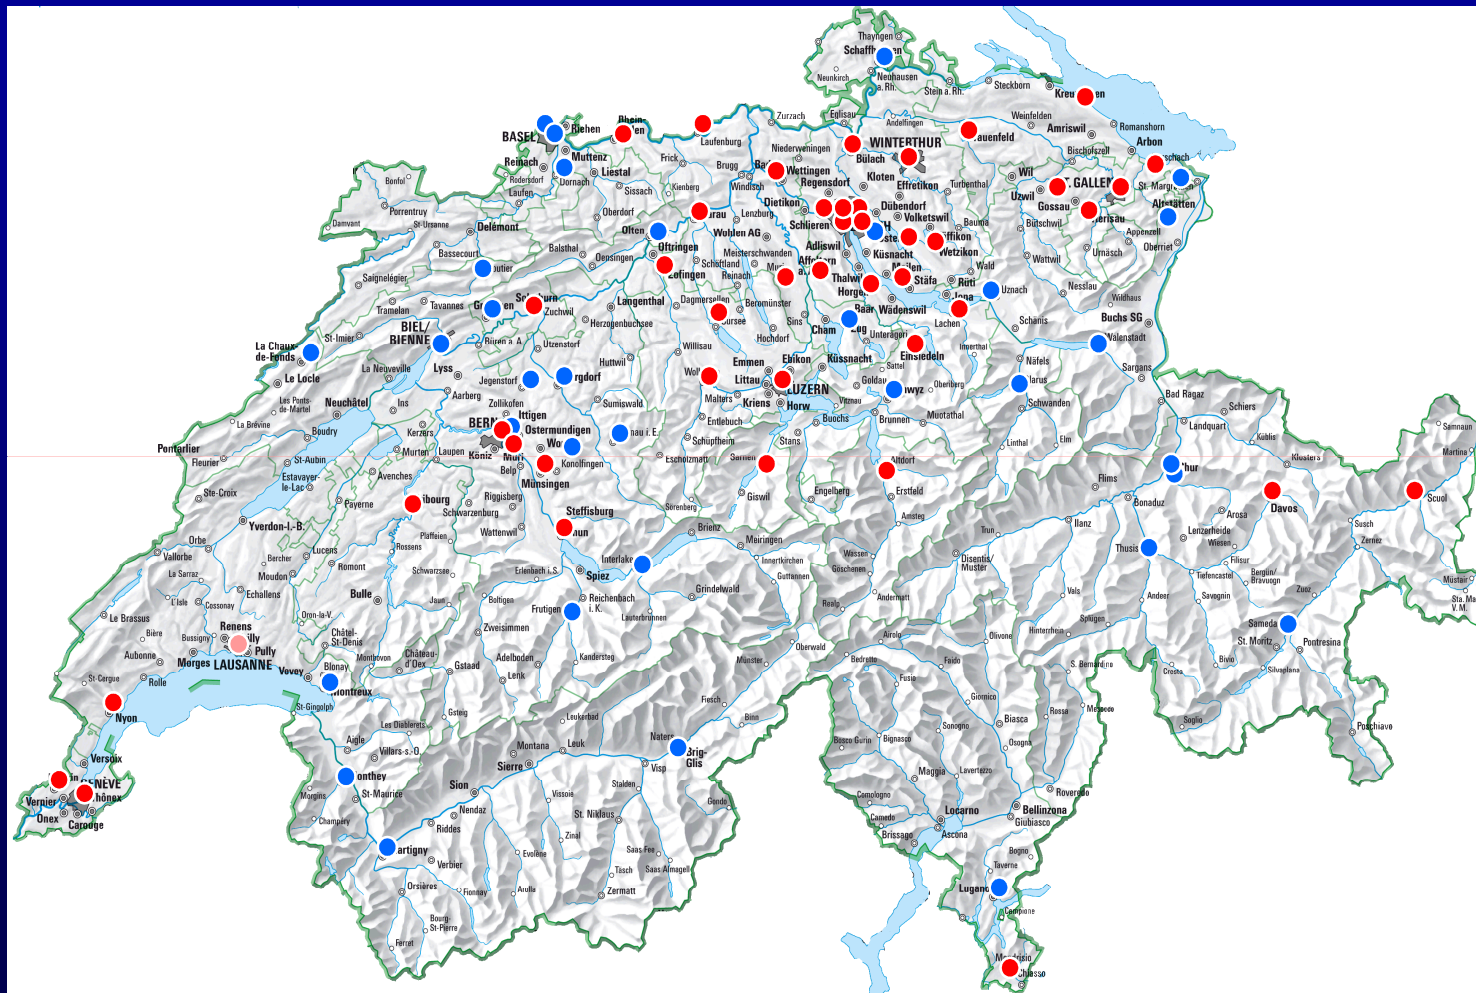 Thayngen
Schaffh
Neunkirch
Neuhausen
a. Rh.
Stein a. Rh.
Steckborn
Zurzach
Eglisau
Andelfingen
Weinfelden
Amriswil
Romanshorn
Arbon
Bischofszell
BASEL
Riehen
Laufenburg
Niederweningen
Bülach
WINTERTHUR
Reinach
Muttenz
Liestal
Frick
Brugg
Wettingen
Kloten
Wil
Rodersdorf
Dornach
Windisch
Regensdorf
Effretikon
Turbenthal
Uzwil
St. Margrethen
Bonfol
Laufen
Sissach
Kienberg
Dietikon
Dübendorf
Gossau
Altstätten
Porrentruy
Oberdorf
Lenzburg
Schlieren
Volketswil
Bauma
Bütschwil
Herisau
Appenzell
Damvant
St-Ursanne
Delémont
Olten
Wohlen AG
Adliswil
Wetzikon
Urnäsch
Oberriet
Bassecourt
Balsthal
Oftringen
Meisterschwanden
Küsnacht
Wattwil
Oensingen
Zofingen
Schöftland
Reinach
Thalwil
Stäfa
Wald
Rüti
Saignelégier
Langenthal
Dagmersellen
Beromünster
Horgen
Uznach
Nesslau
Wildhaus
Tramelan
Tavannes
Zuchwil
Herzogenbuchsee
Sins
Baar
Wädenswil
Lachen
Buchs SG
St-Imier
BIEL/
BIENNE
Büren a. A.
Utzenstorf
Hochdorf
Cham
Zug
Unterägeri
Schänis
Walenstadt
La Chaux-
de-Fonds
Huttwil
Willisau
Emmen
Ebikon
Küssnacht
Sattel
Einsiedeln
Innerthal
Näfels
Sargans
Le Locle
La Neuveville
Lyss
Jegenstorf
Littau
LUZERN
Goldau
Oberiberg
Les Ponts-
de-Martel
Neuchâtel
Ins
Aarberg
Zollikofen
Sumiswald
Malters
Kriens
Horw
Vitznau
Schwanden
Bad Ragaz
La Brévine
Boudry
Kerzers
BERN
Ittigen
Ostermundigen
Entlebuch
Buochs
Brunnen
Muotathal
Landquart
Schiers
Samnaun
Pontarlier
Fleurier
St-Aubin
Murten
Laupen
Köniz
Muri
Schüpfheim
Stans
Linthal
Elm
Küblis
Martina
Estavayer-
le-Lac
Avenches
Belp
Konolfingen
Escholzmatt
Sarnen
Altdorf
Flims
Chur
Klosters
Ste-Croix
Payerne
Münsingen
Giswil
Engelberg
Erstfeld
Bonaduz
Arosa
Davos
Scuol
Yverdon-l.-B.
Riggisberg
Schwarzenburg
Steffisburg
Sörenberg
Amsteg
Ilanz
Susch
Orbe
Lucens
Plaffeien
Wattenwil
Brienz
Meiringen
Trun
Lenzerheide
Wiesen
Zernez
Vallorbe
Bercher
Rossens
Interlaken
Innertkirchen
Wassen
Göschenen
Disentis/
Mustér
Thusis
Filisur
La Sarraz
Moudon
Romont
Schwarzsee
Erlenbach i.S.
Spiez
Guttannen
Tiefencastel
Bergün/
Bravuogn
Müstair
L'Isle
Echallens
Bulle
Jaun
Boltigen
Reichenbach
i. K.
Grindelwald
Andermatt
Vals
Andeer
Savognin
Zuoz
Sta. Ma
V. M.
Le Brassus
Cossonay
Oron-la-V.
Frutigen
Lauterbrunnen
Realp
Splügen
Samedan
Bière
Bussigny
Renens
Pully
Châtel-
St-Denis
Zweisimmen
Airolo
Olivone
Hinterrhein
St. Moritz
Pontresina
Aubonne
Morges
LAUSANNE
Montbovon
Château
d'Oex
Adelboden
Kandersteg
Oberwald
Bedretto
Faido
S. Bernardino
Bivio
Silvaplana
St-Cergue
Rolle
Vevey
Blonay
Montreux
Gstaad
Lenk
Münster
Fusio
Nyon
St-Gingolph
Gsteig
Leukerbad
Fiesch
Binn
Giornico
Rossa
Mesocco
Soglio
Poschiavo
Les Diablerets
Sonogno
Biasca
Versoix
Aigle
Villars-s.-O.
Montana
Leuk
Naters
Brig-
Glis
Bosco Gurin
Bignasco
Osogna
GENÈVE
Vernier
Onex
Carouge
Monthey
Morgins
St-Maurice
Sierre
Visp
Stalden
Maggia
Lavertezzo
Roveredo
Champéry
Sion
Nendaz
Vissoie
Gondo
Comologno
Camedo
Locarno
Bellinzona
Riddes
St. Niklaus
Brissago
Ascona
Giubiasco
Martigny
Verbier
Evolène
Zinal
Saas Fee
Saas Almagell
Bogno
Taverne
Orsières
Fionnay
Arolla
Täsch
Zermatt
Lugano
Bourg-
St-Pierre
Campione
Ferret
Mendrisio
Chiasso